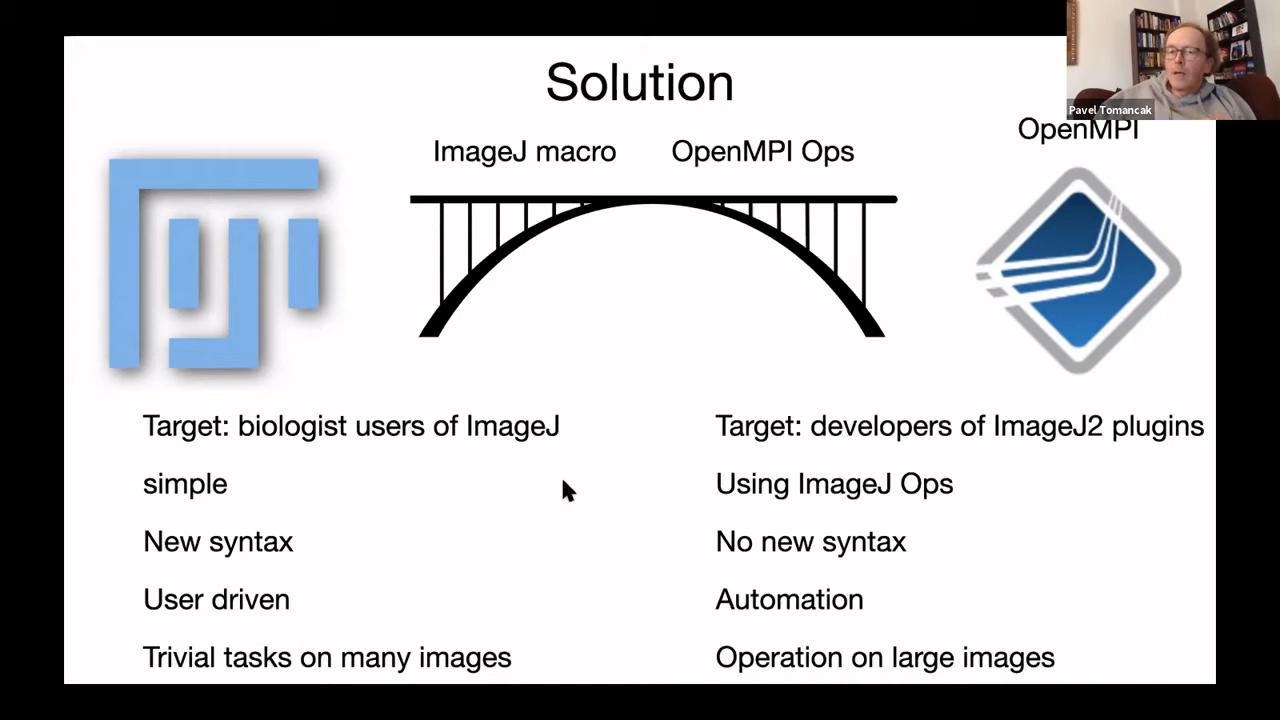 Solution
Pavel Tomancak
OpenMPI
ImageJ macro
OpenMPI Ops
Target: biologist users of ImageJ
simple
New syntax
User driven
Trivial tasks on many images
Target: developers of ImageJ2 plugins
Using ImageJ Ops
No new syntax
Automation
Operation on large images